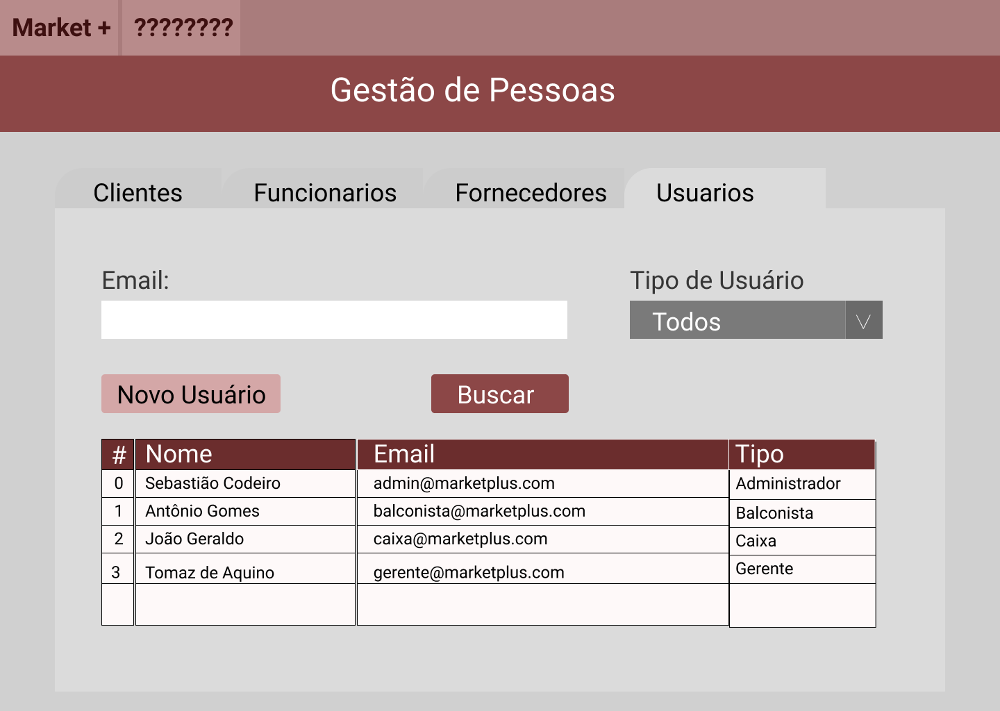 Market + ????????
Gestão de Pessoas
Clientes Funcionarios Fornecedores Usuarios
Email: Tipo de Usuário
Todos
Novo Usuário Buscar
# Nome Email Tipo
0 Sebastião Codeiro admin@marketplus.com Administrador
1 Antônio Gomes balconista@marketplus.com Balconista
2 João Geraldo caixa@marketplus.com Caixa
3 Tomaz de Aquino gerente@marketplus.com Gerente